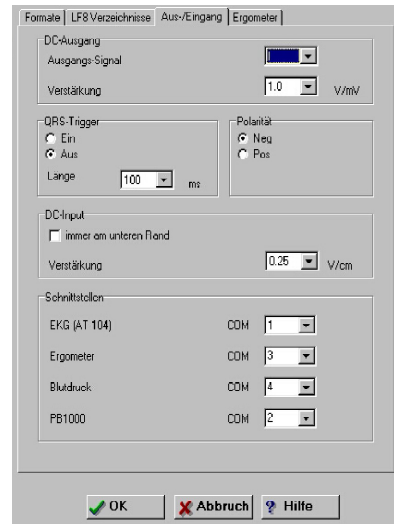 Formate LF8 Verzeichnisse Aus-/Eingang Ergometer
DC-Ausgang
Ausgangs-Signal
Verstärkung 1.0 V/mV
QRS-Trigger
Ein
Aus
Lange 100 ms
Polarität
Neg
Pos
DC-Input
immer am unteren Rand
Verstärkung 0.25 V/cm
Schnittstellen
EKG (AT 104) COM 1
Ergometer COM 3
Blutdruck COM 4
PB1000 COM 2
OK Abbruch Hilfe